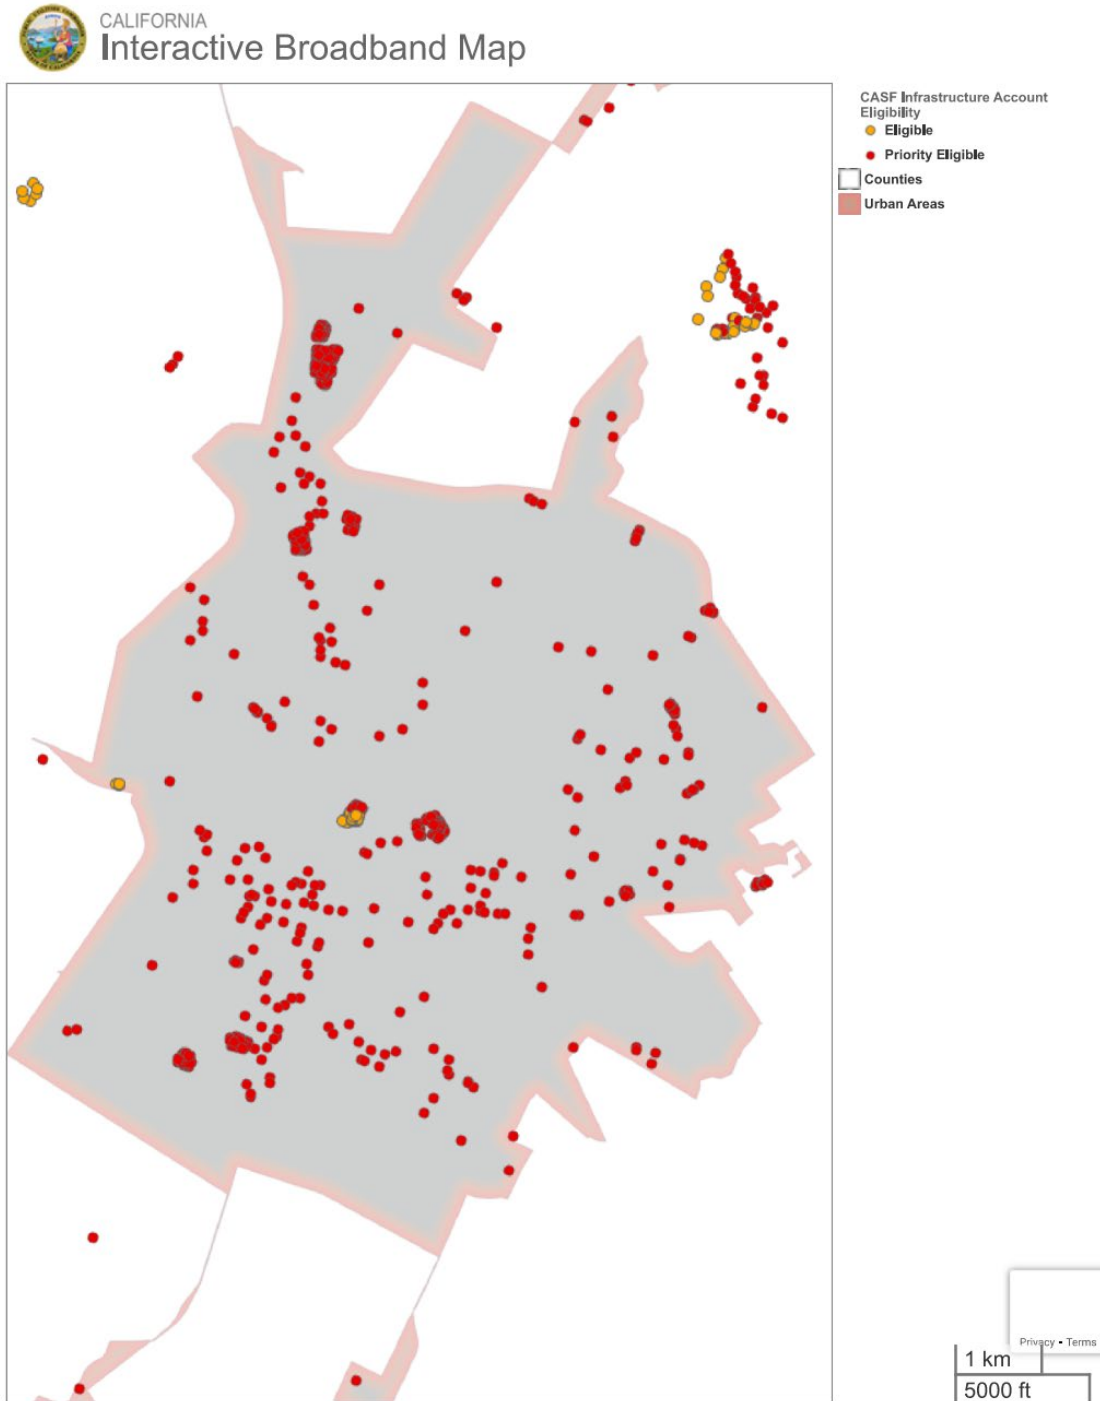 CALIFORNIA
Interactive Broadband Map
CASF Infrastructure Account
Eligibility
Eligible
Priority Eligible
Counties
Urban Areas
Privacy - Terms
1 km
5000 ft